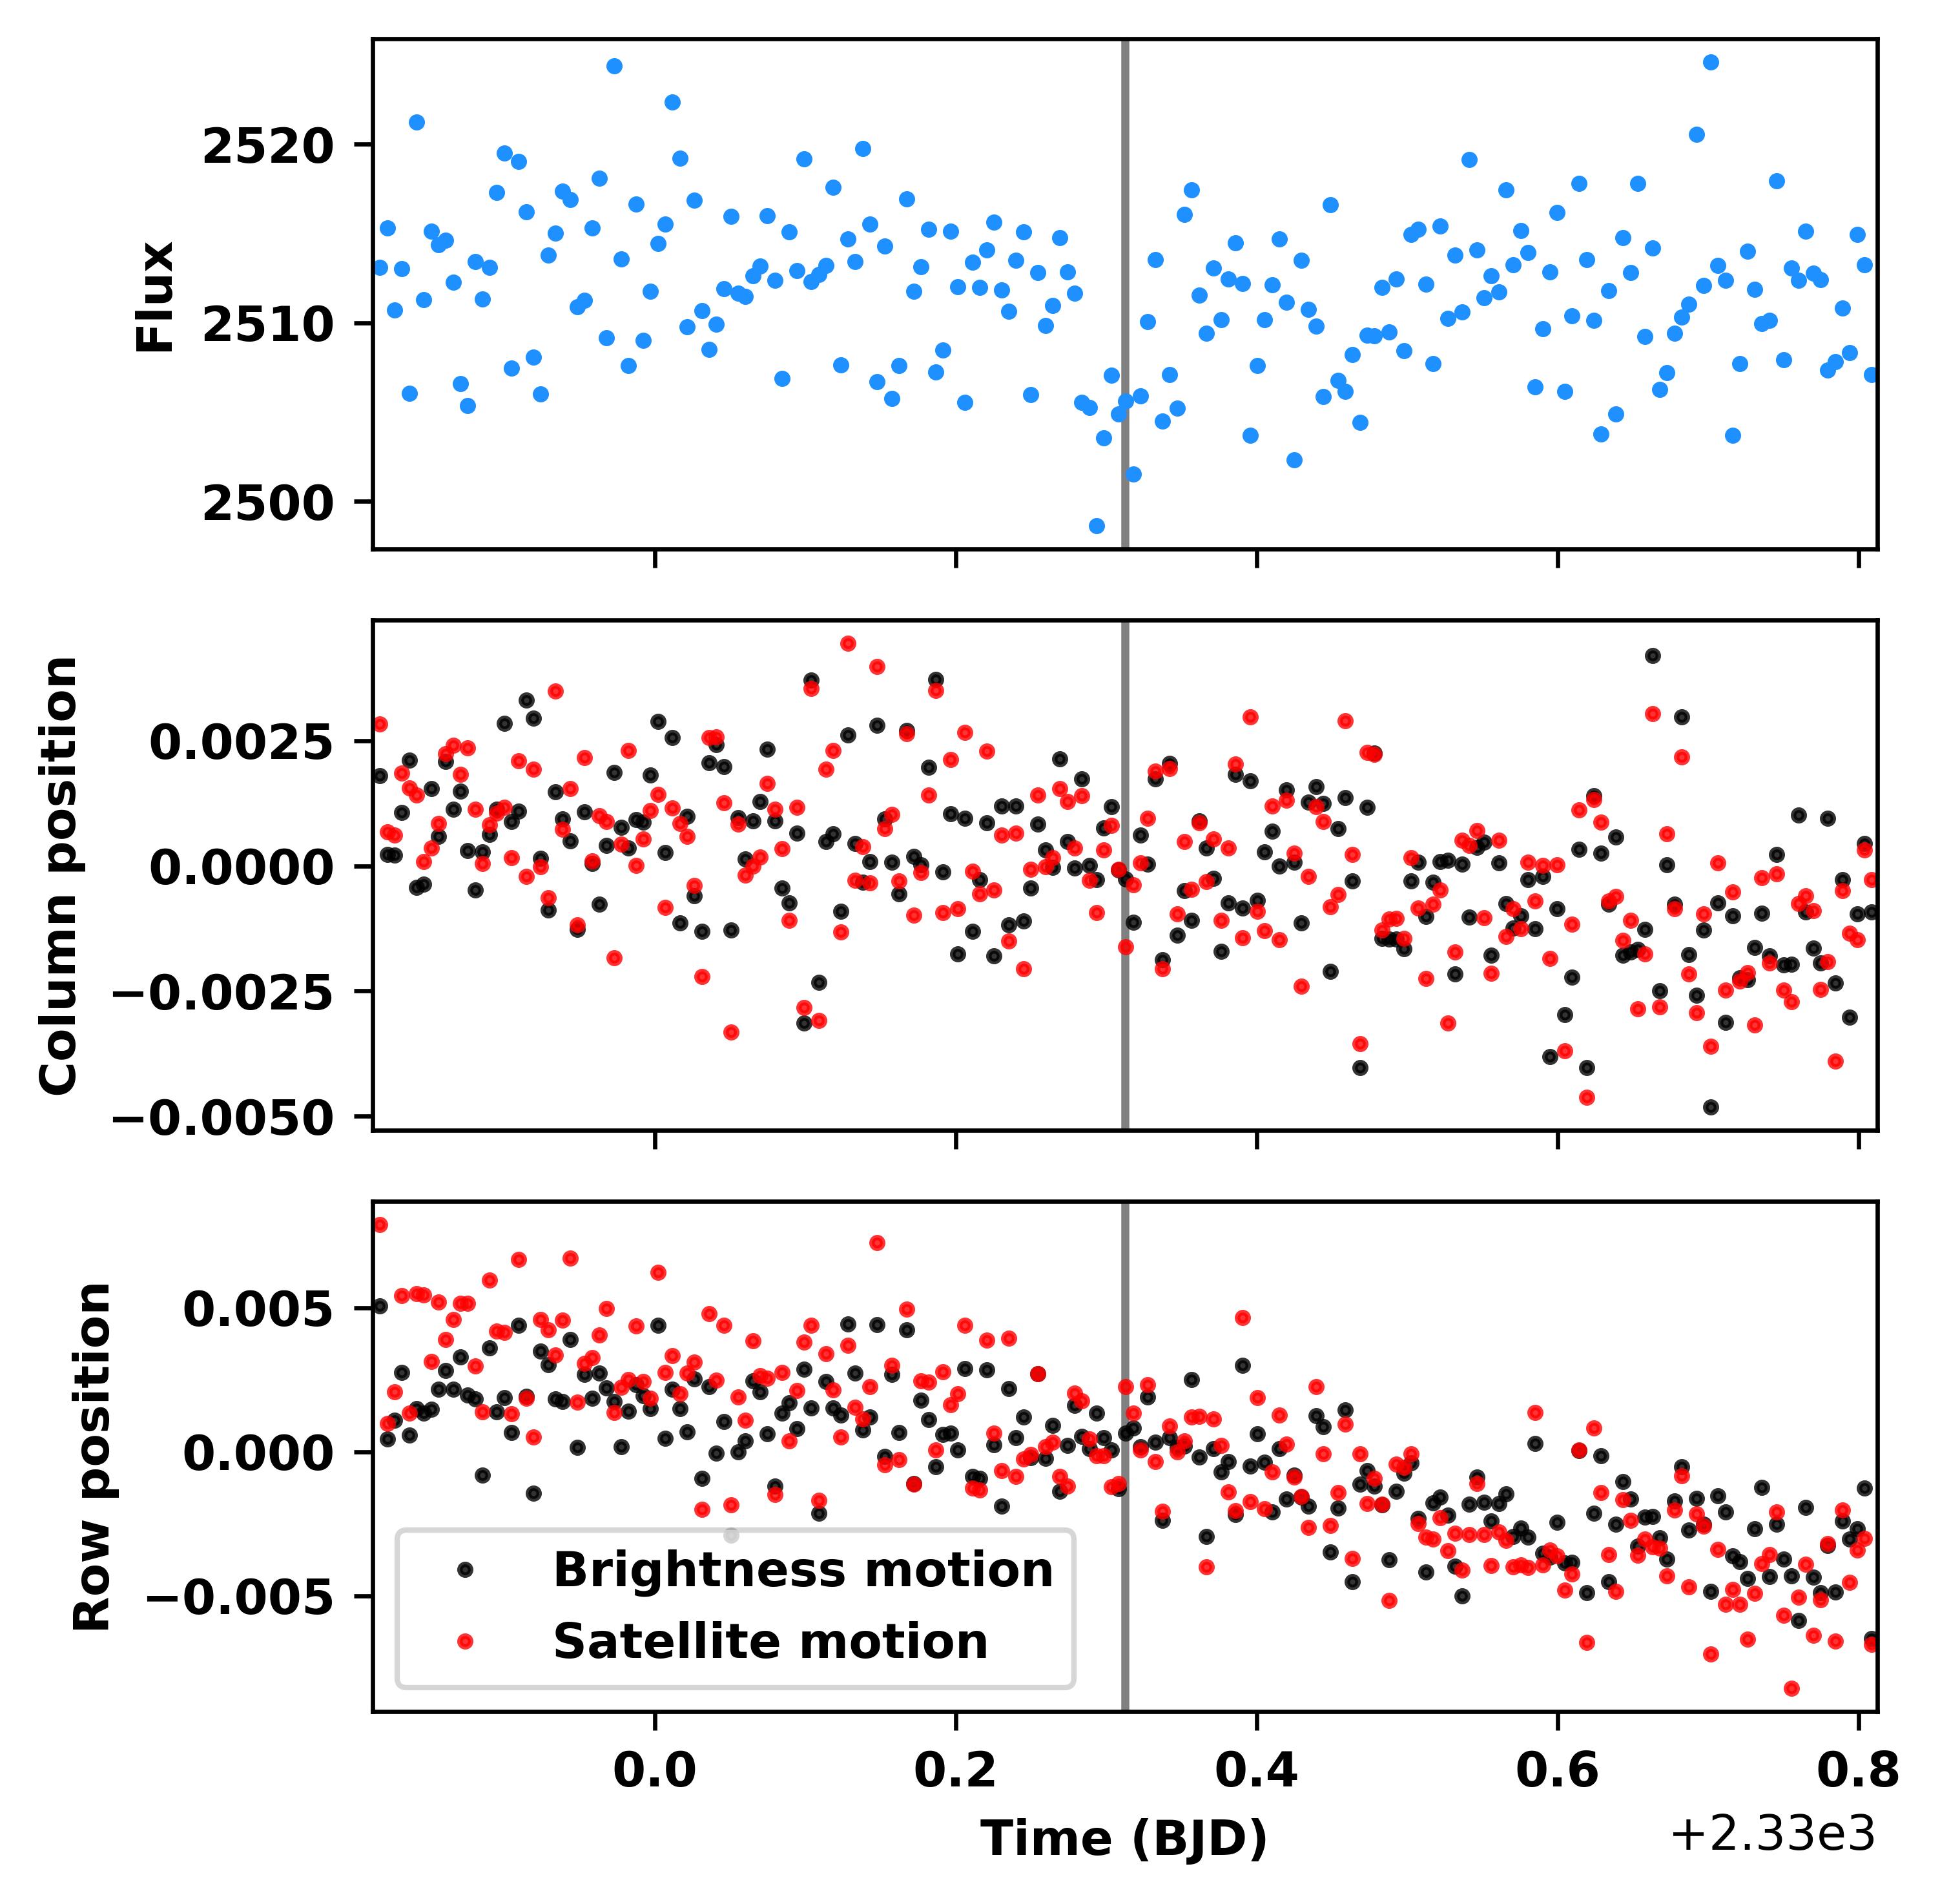 Flux
2520
2510
2500
Column position
0.0025
0.0000
−0.0025
−0.0050
Row position
0.005
0.000
−0.005
Brightness motion
Satellite motion
0.0 0.2 0.4 0.6 0.8
Time (BJD)
+2.33e3